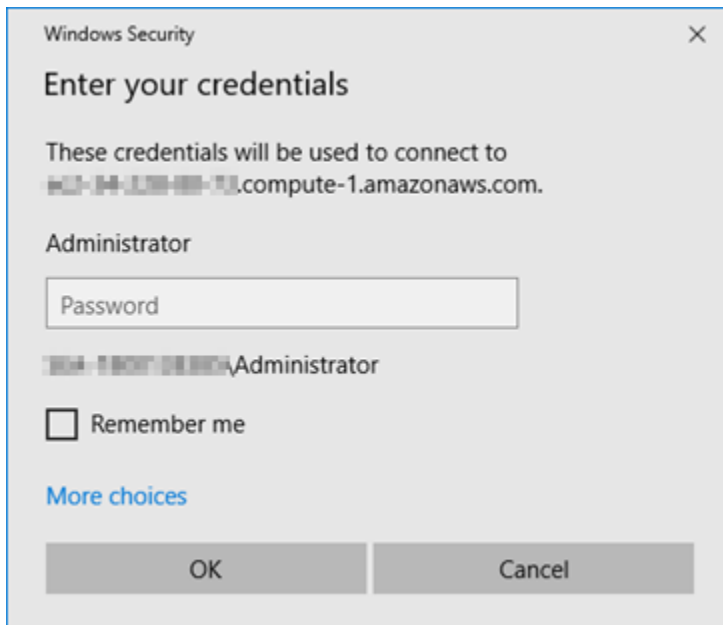 Windows Security
Enter your credentials
These credentials will be used to connect to
.compute-1.amazonaws.com.
Administrator
Password
\Administrator
Remember me
More choices
OK
Cancel